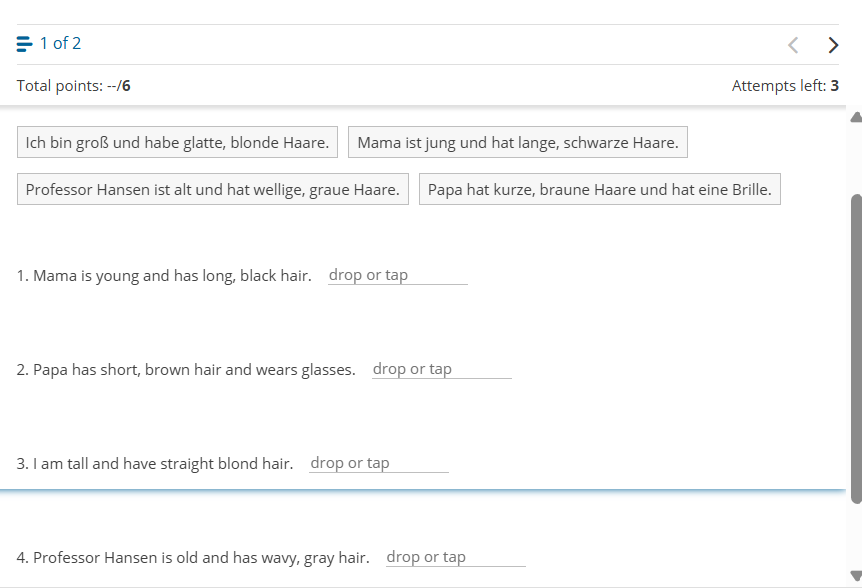 1 of 2
Total points: --/6
Attempts left: 3
Ich bin groß und habe glatte, blonde Haare.
Mama ist jung und hat lange, schwarze Haare.
Professor Hansen ist alt und hat wellige, graue Haare.
Papa hat kurze, braune Haare und hat eine Brille.
1. Mama is young and has long, black hair. drop or tap
2. Papa has short, brown hair and wears glasses. drop or tap
3. I am tall and have straight blond hair. drop or tap
4. Professor Hansen is old and has wavy, gray hair. drop or tap